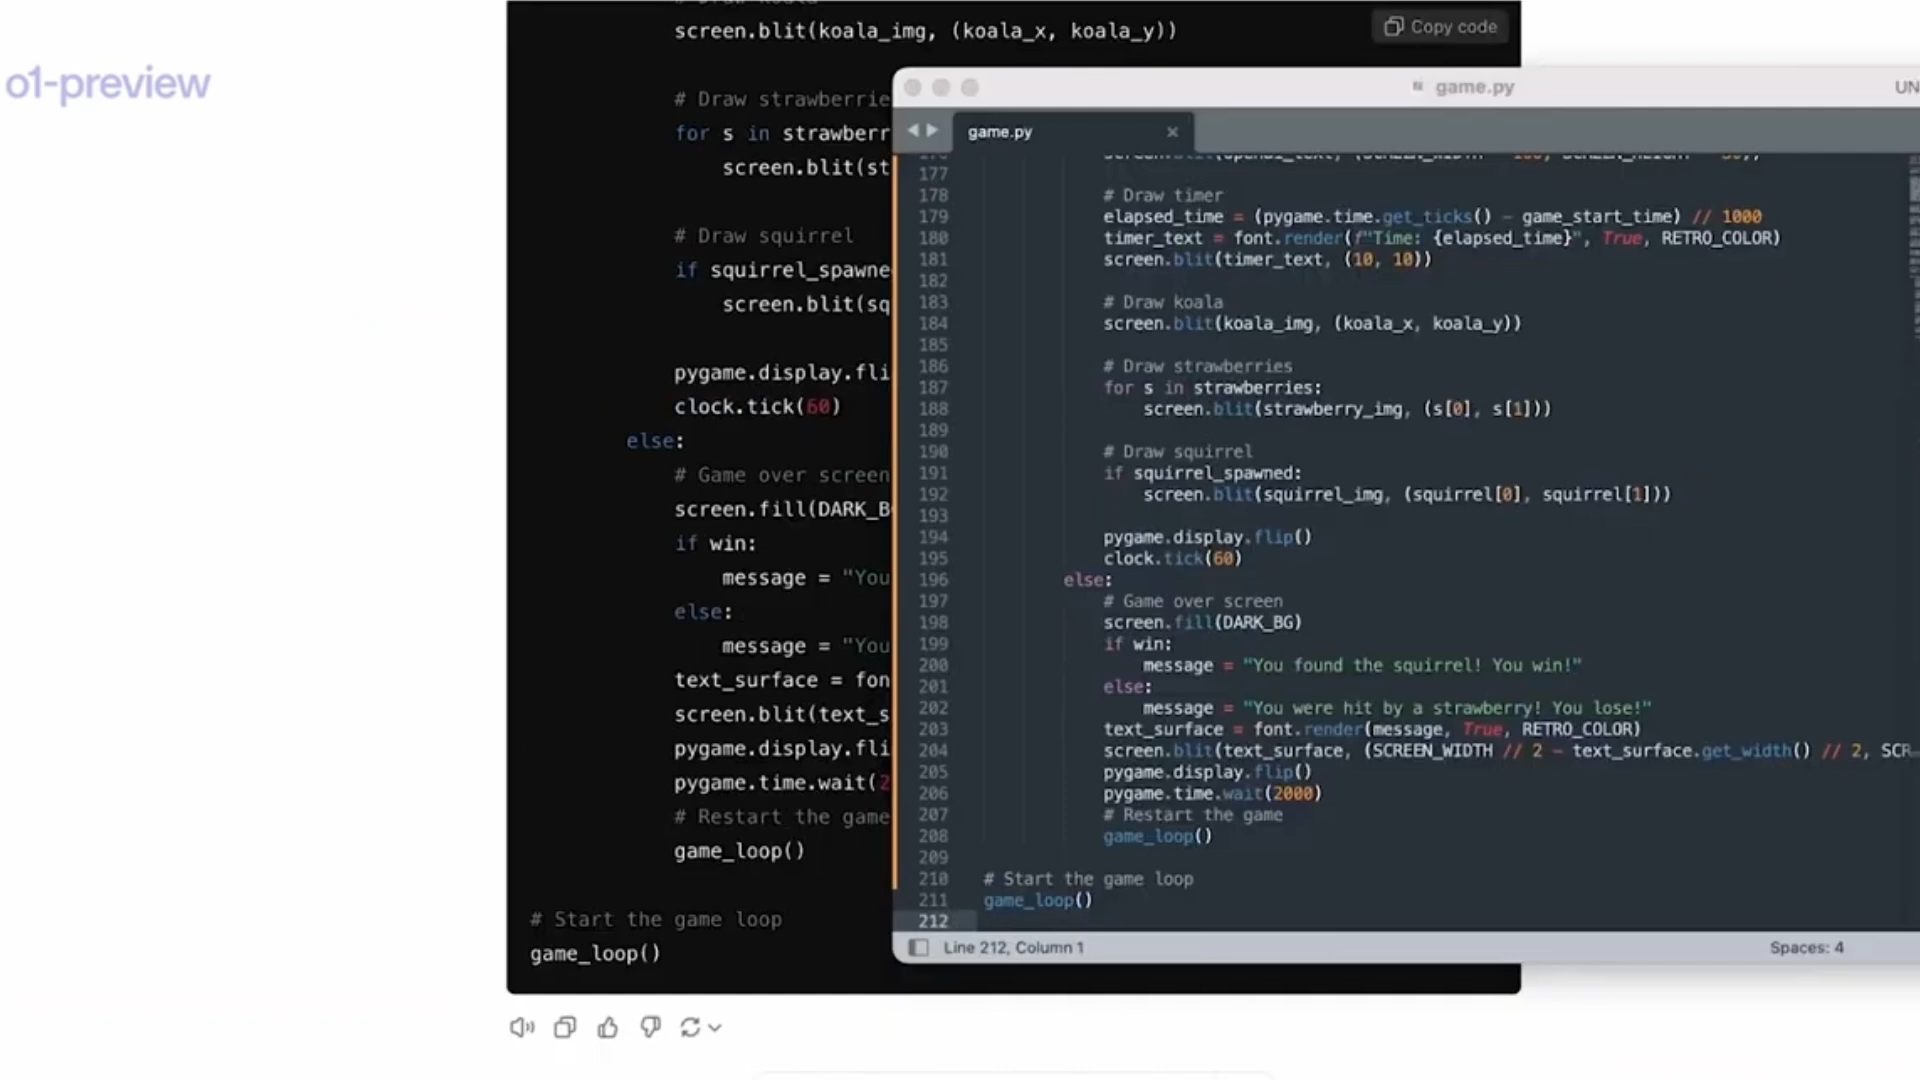 o1-preview
screen.blit(koala_img, (koala_x, koala_y))
Copy code
# Draw strawberrie
for s in strawberr
screen.blit(st
# Draw squirrel
if squirrel_spawne
screen.blit(sq
pygame.display.fli
clock.tick(60)
else:
# Game over screen
screen.fill(DARK_B
if win:
message = "You
else:
message = "You
text_surface = fon
screen.blit(text_s
pygame.display.fli
pygame.time.wait(2
# Restart the game
game_loop()
# Start the game loop
game_loop()
game.py
UN
game.py
177
178 # Draw timer
179 elapsed_time = (pygame.time.get_ticks() - game_start_time) // 1000
180 timer_text = font.render(f"Time: {elapsed_time}", True, RETRO_COLOR)
181 screen.blit(timer_text, (10, 10))
182
183 # Draw koala
184 screen.blit(koala_img, (koala_x, koala_y))
185
186 # Draw strawberries
187 for s in strawberries:
188 screen.blit(strawberry_img, (s[0], s[1]))
189
190 # Draw squirrel
191 if squirrel_spawned:
192 screen.blit(squirrel_img, (squirrel[0], squirrel[1]))
193
194 pygame.display.flip()
195 clock.tick(60)
196 else:
197 # Game over screen
198 screen.fill(DARK_BG)
199 if win:
200 message = "You found the squirrel! You win!"
201 else:
202 message = "You were hit by a strawberry! You lose!"
203 text_surface = font.render(message, True, RETRO_COLOR)
204 screen.blit(text_surface, (SCREEN_WIDTH // 2 - text_surface.get_width() // 2, SCR
205 pygame.display.flip()
206 pygame.time.wait(2000)
207 # Restart the game
208 game_loop()
209
210 # Start the game loop
211 game_loop()
212
Line 212, Column 1
Spaces: 4